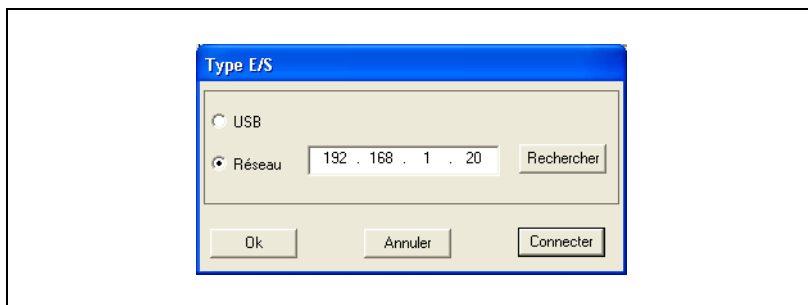 Type E/S
USB
Réseau 192 . 168 . 1 . 20 Rechercher
Ok Annuler Connecter